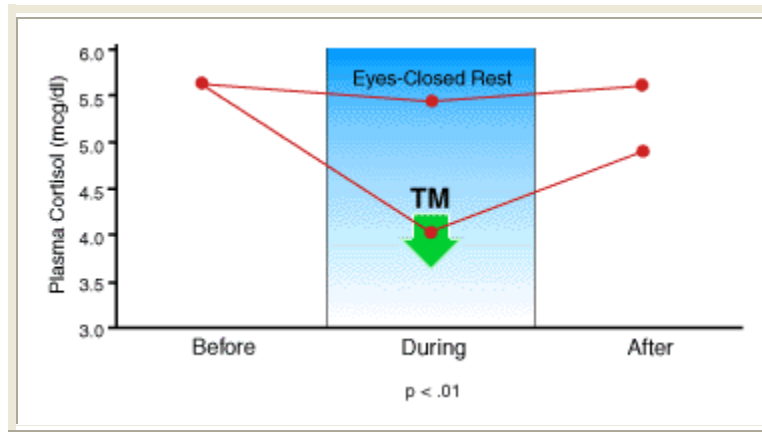 Plasma Cortisol (mcg/dl)
6.0
5.5
5.0
4.5
4.0
3.5
3.0
Eyes-Closed Rest
TM
Before
During
After
p < .01